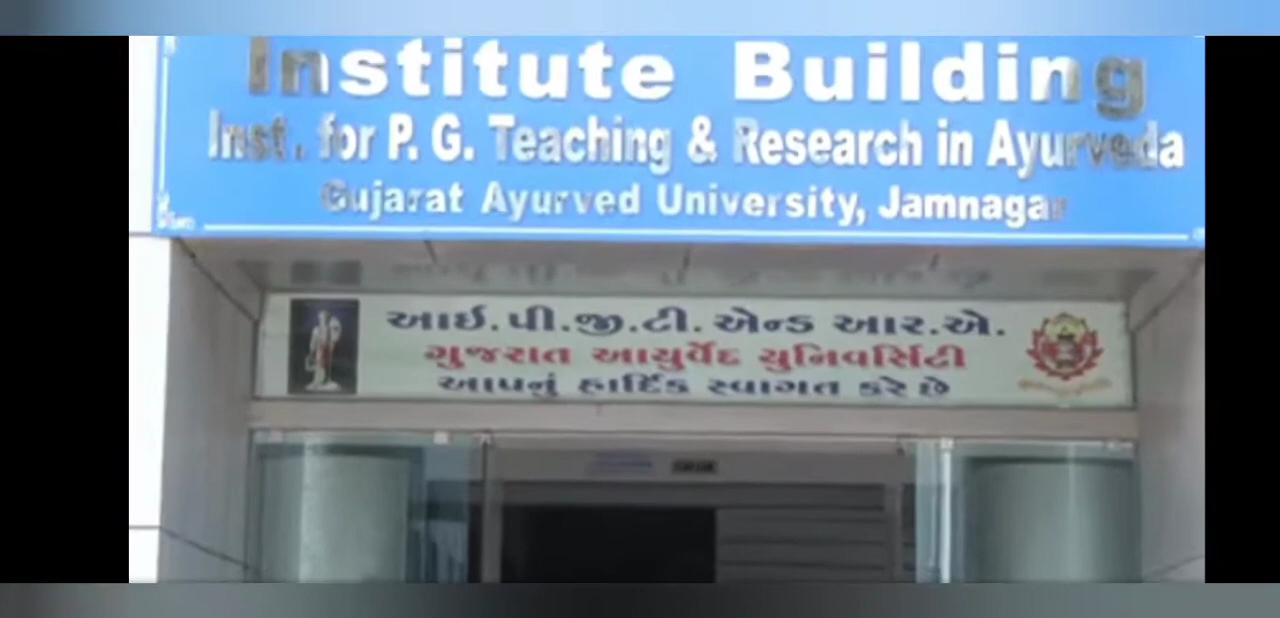 Institute Building
Inst. for P. G. Teaching & Research in Ayurveda
Gujarat Ayurved University, Jamnagar
આઈ.પી.જી.ટી. એન્ડ આર.એ.
ગુજરાત આયુર્વેદ યુનિવર્સિટી
આપનું હાર્દિક સ્વાગત કરે છે